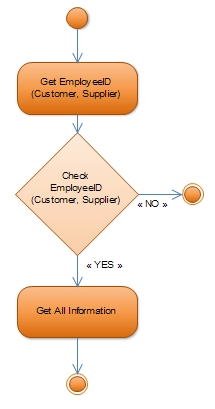 Get EmployeeID
(Customer, Supplier)
Check
EmployeeID
(Customer, Supplier)
« NO »
« YES »
Get All Information